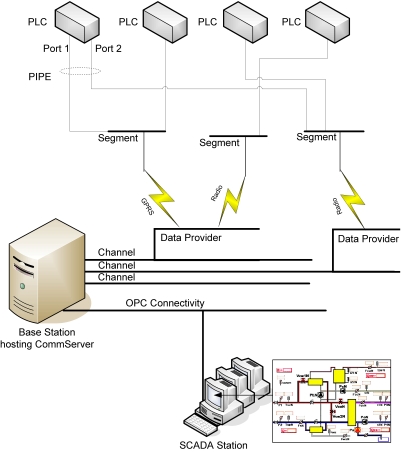 PLC
PLC
PLC
PLC
Port 1
Port 2
PIPE
Segment
Segment
Segment
GPRS
Radio
Radio
Data Provider
Data Provider
Channel
Channel
Channel
OPC Connectivity
Base Station
hosting CommServer
SCADA Station